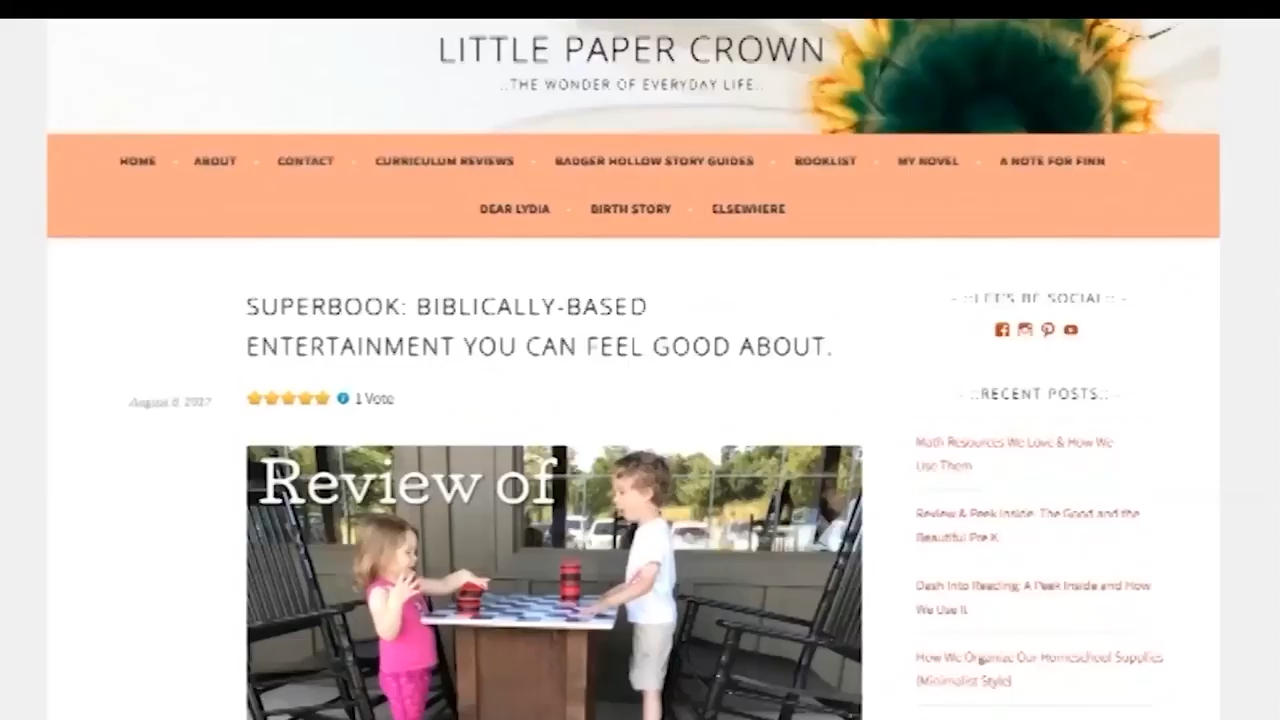 LITTLE PAPER CROWN
..THE WONDER OF EVERYDAY LIFE..
HOME ABOUT CONTACT CURRICULUM REVIEWS BADGER HOLLOW STORY GUIDES BOOKLIST MY NOVEL A NOTE FOR FINN
DEAR LYDIA BIRTH STORY ELSEWHERE
SUPERBOOK: BIBLICALLY-BASED
ENTERTAINMENT YOU CAN FEEL GOOD ABOUT.
1 Vote
Review of
::LET'S BE SOCIAL::
::RECENT POSTS::
Math Resources We Love & How We
Use Them
Review & Peek Inside: The Good and the
Beautiful Pre K
Dash Into Reading: A Peek Inside and How
We Use It
How We Organize Our Homeschool Supplies
(Minimalist Style)